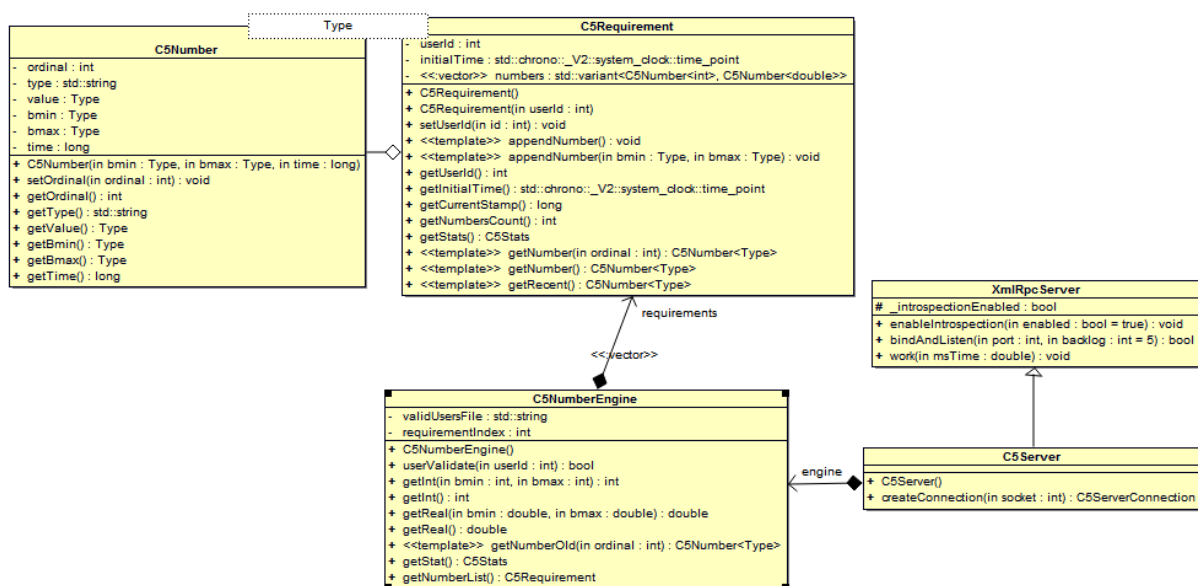 Type
C5Number
- ordinal : int
- type : std::string
- value : Type
- bmin : Type
- bmax : Type
- time : long
+ C5Number(in bmin : Type, in bmax : Type, in time : long)
+ setOrdinal(in ordinal : int) : void
+ getOrdinal() : int
+ getType() : std::string
+ getValue() : Type
+ getBmin() : Type
+ getBmax() : Type
+ getTime() : long
C5Requirement
- userId : int
- initialTime : std::chrono::_V2::system_clock::time_point
- <<:vector>> numbers : std::variant<C5Number<int>, C5Number<double>>
+ C5Requirement()
+ C5Requirement(in userId : int)
+ setUserId(in id : int) : void
+ <<template>> appendNumber() : void
+ <<template>> appendNumber(in bmin : Type, in bmax : Type) : void
+ getUserId() : int
+ getInitialTime() : std::chrono::_V2::system_clock::time_point
+ getCurrentStamp() : long
+ getNumbersCount() : int
+ getStats() : C5Stats
+ <<template>> getNumber(in ordinal : int) : C5Number<Type>
+ <<template>> getNumber() : C5Number<Type>
+ <<template>> getRecent() : C5Number<Type>
requirements
<<:vector>>
XmlRpcServer
# _introspectionEnabled : bool
+ enableIntrospection(in enabled : bool = true) : void
+ bindAndListen(in port : int, in backlog : int = 5) : bool
+ work(in msTime : double) : void
C5NumberEngine
- validUsersFile : std::string
- requirementIndex : int
+ C5NumberEngine()
+ userValidate(in userId : int) : bool
+ getInt(in bmin : int, in bmax : int) : int
+ getInt() : int
+ getReal(in bmin : double, in bmax : double) : double
+ getReal() : double
+ <<template>> getNumberOld(in ordinal : int) : C5Number<Type>
+ getStat() : C5Stats
+ getNumberList() : C5Requirement
engine
C5Server
+ C5Server()
+ createConnection(in socket : int) : C5ServerConnection